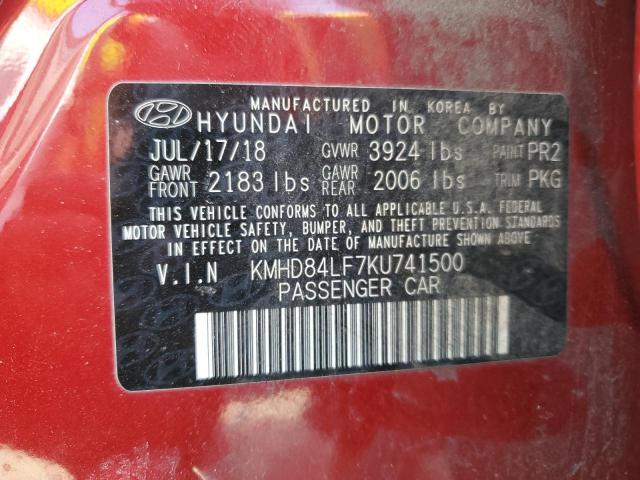 MANUFACTURED IN KOREA BY
HYUNDAI MOTOR COMPANY
JUL/17/18 GVWR 3924 lbs PAINT PR2
GAWR FRONT 2183 lbs GAWR REAR 2006 lbs TRIM PKG
THIS VEHICLE CONFORMS TO ALL APPLICABLE U.S.A. FEDERAL
MOTOR VEHICLE SAFETY, BUMPER, AND THEFT PREVENTION STANDARDS
IN EFFECT ON THE DATE OF MANUFACTURE SHOWN ABOVE.
V.I.N KMHD84LF7KU741500
PASSENGER CAR